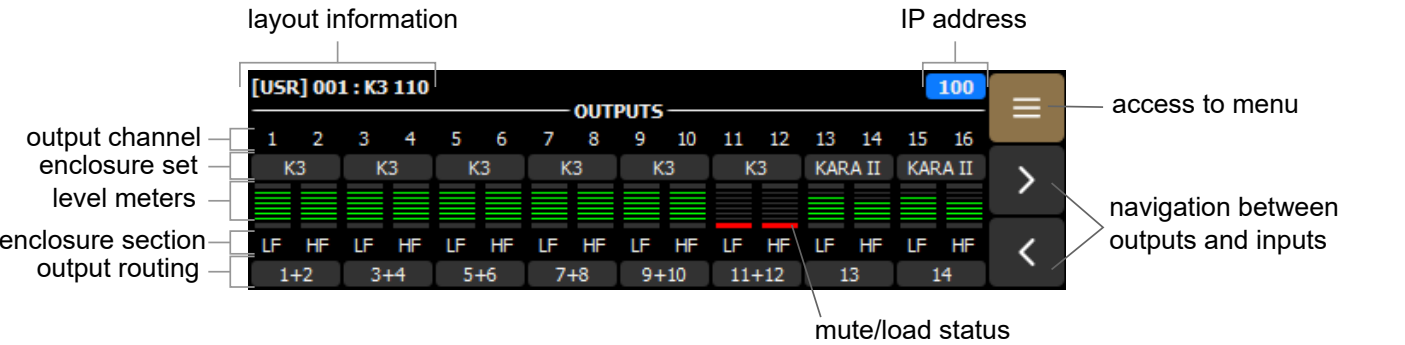 layout information
IP address
[USR] 001 : K3 110
100
OUTPUTS
access to menu
output channel
1 2 3 4 5 6 7 8 9 10 11 12 13 14 15 16
enclosure set
K3 K3 K3 K3 K3 K3 KARA II KARA II
level meters
navigation between
outputs and inputs
enclosure section
LF HF LF HF LF HF LF HF LF HF LF HF LF HF LF HF
output routing
1+2 3+4 5+6 7+8 9+10 11+12 13 14
mute/load status